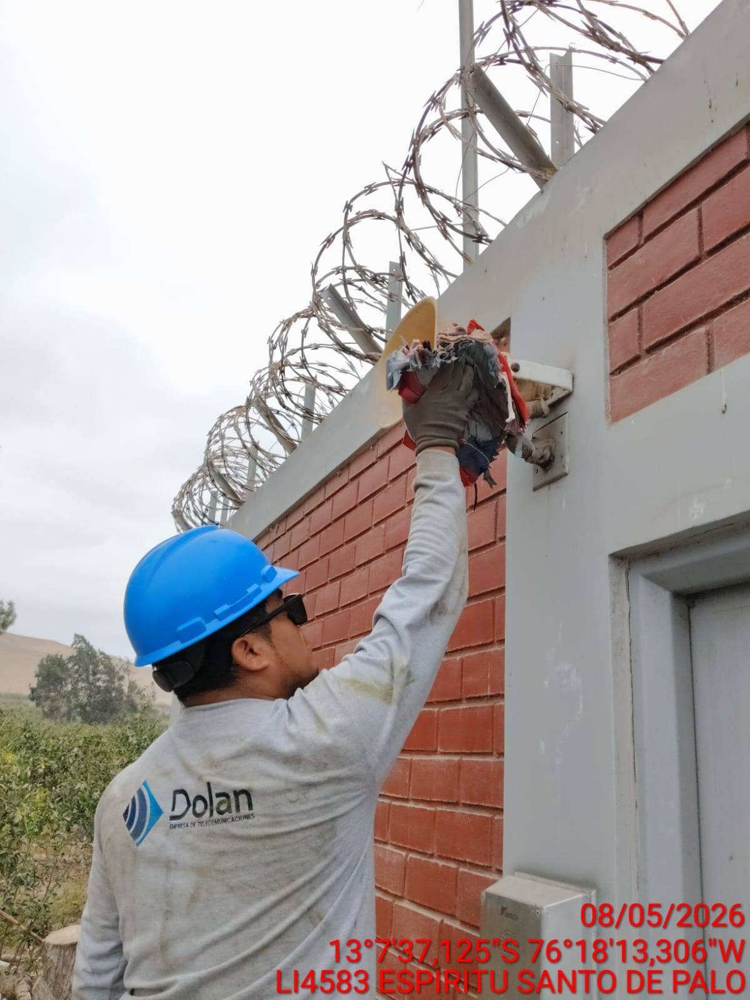 Dolan
EMPRESA DE TELECOMUNICACIONES
08/05/2026
13°7'37,125"S 76°18'13,306"W
LI4583 ESPIRITU SANTO DE PALO